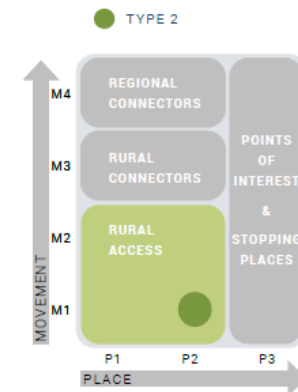 TYPE 2
M4
REGIONAL
CONNECTORS
M3
RURAL
CONNECTORS
POINTS
OF
INTEREST
&
STOPPING
PLACES
M2
RURAL
ACCESS
M1
MOVEMENT
P1
P2
P3
PLACE